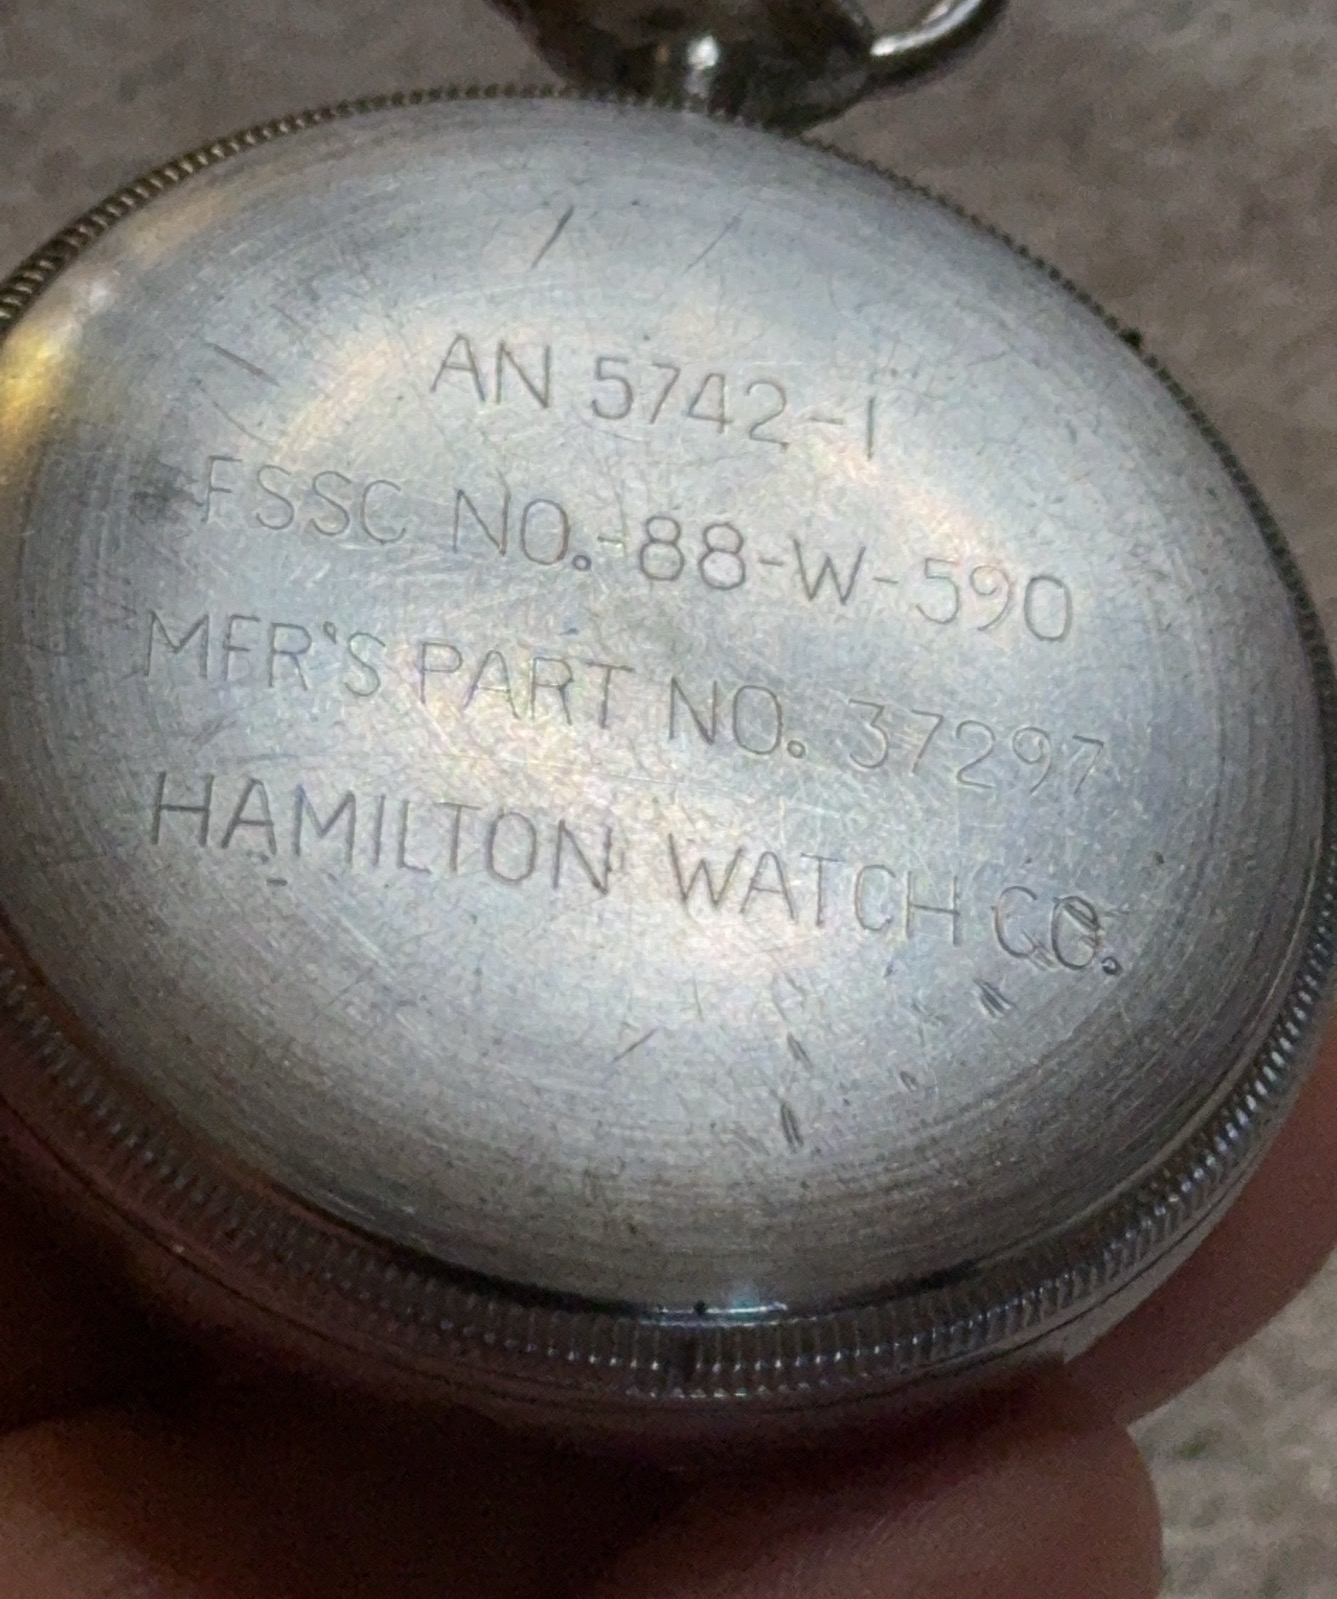 AN 5742-1
FSSC NO.-88-W-590
MFR'S PART NO. 37297
HAMILTON WATCH CO.